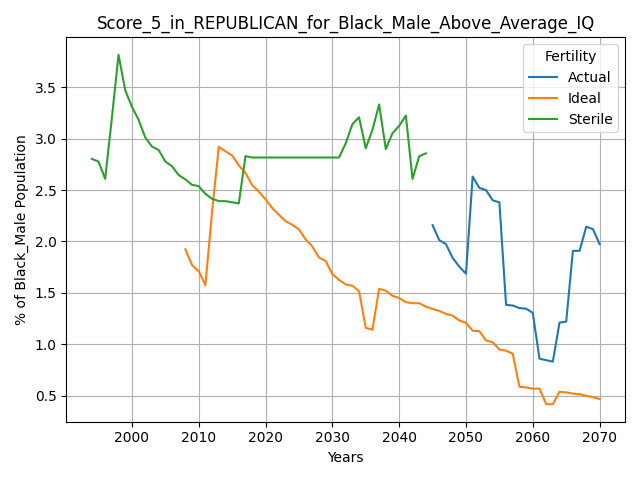 Score_5_in_REPUBLICAN_for_Black_Male_Above_Average_IQ
% of Black_Male Population
3.5
3.0
2.5
2.0
1.5
1.0
0.5
Fertility
Actual
Ideal
Sterile
2000 2010 2020 2030 2040 2050 2060 2070
Years